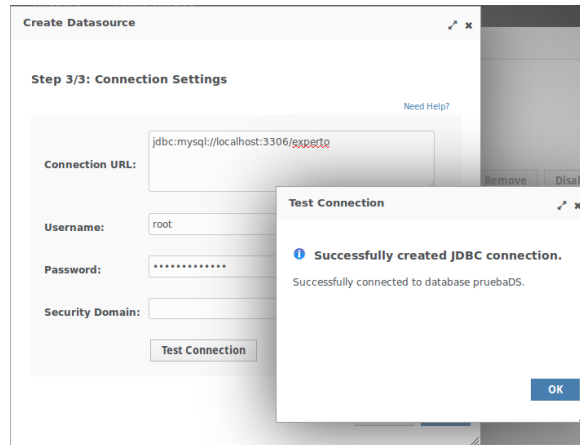 Create Datasource
Step 3/3: Connection Settings
Need Help?
Connection URL:
jdbc:mysql://localhost:3306/experto
Username:
root
Password:
•••••••••••••
Security Domain:
Test Connection
Remove
Test Connection
Successfully created JDBC connection.
Successfully connected to database pruebaDS.
OK